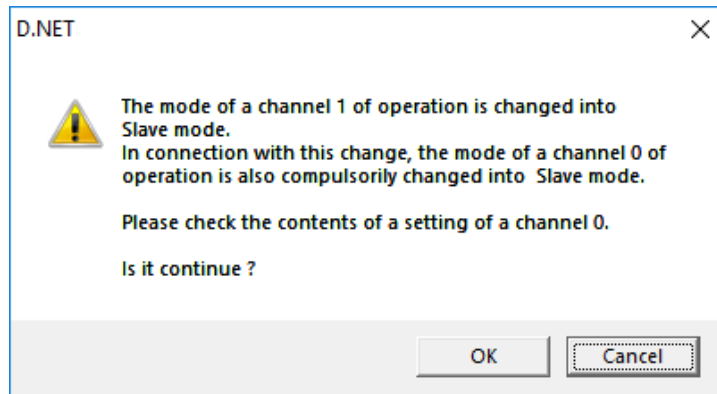 D.NET
The mode of a channel 1 of operation is changed into
Slave mode.
In connection with this change, the mode of a channel 0 of
operation is also compulsorily changed into  Slave mode.
Please check the contents of a setting of a channel 0.
Is it continue ?
OK
Cancel